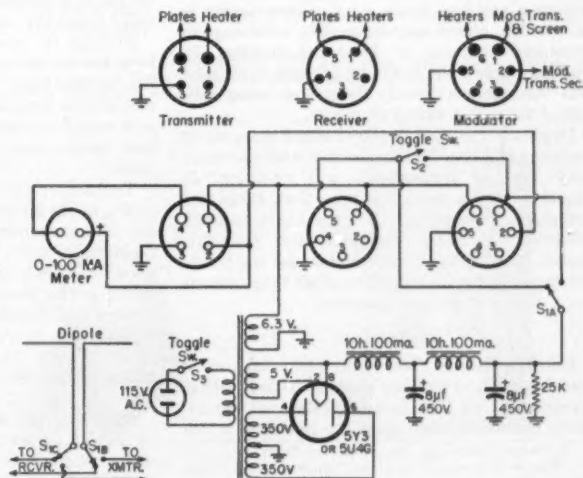 Plates Heater
4 1
3 2
Transmitter
Plates Heaters
5 1
4 2
3
Receiver
Heaters Mod. Trans. & Screen
6 1
5 2
4 3
Mod. Trans. Sec.
Modulator
Toggle Sw.
S2
4 1
3 2
5 1
4 2
3
6 1
5 2
4 3
+
0-100 MA
Meter
S1A
Dipole
Toggle
Sw.
S3
115 V.
A.C.
6.3 V.
5 V.
350V
350V
2 8
4 6
5Y3
OR 5U4G
10h. 100ma.
10h. 100ma.
+
8µf
450V.
+
8µf
450V.
25K
S1C
S1B
TO
RCVR.
TO
XMTR.